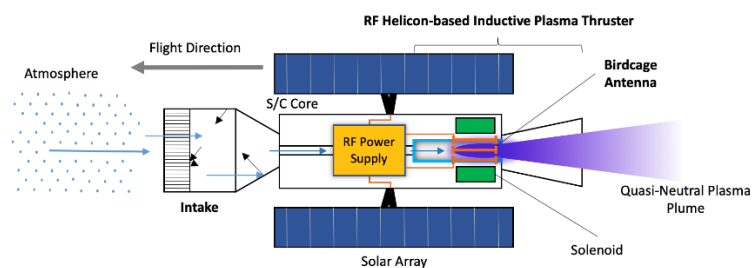 RF Helicon-based Inductive Plasma Thruster
Flight Direction
Atmosphere
Birdcage
Antenna
S/C Core
RF Power
Supply
Intake
Quasi-Neutral Plasma
Plume
Solenoid
Solar Array